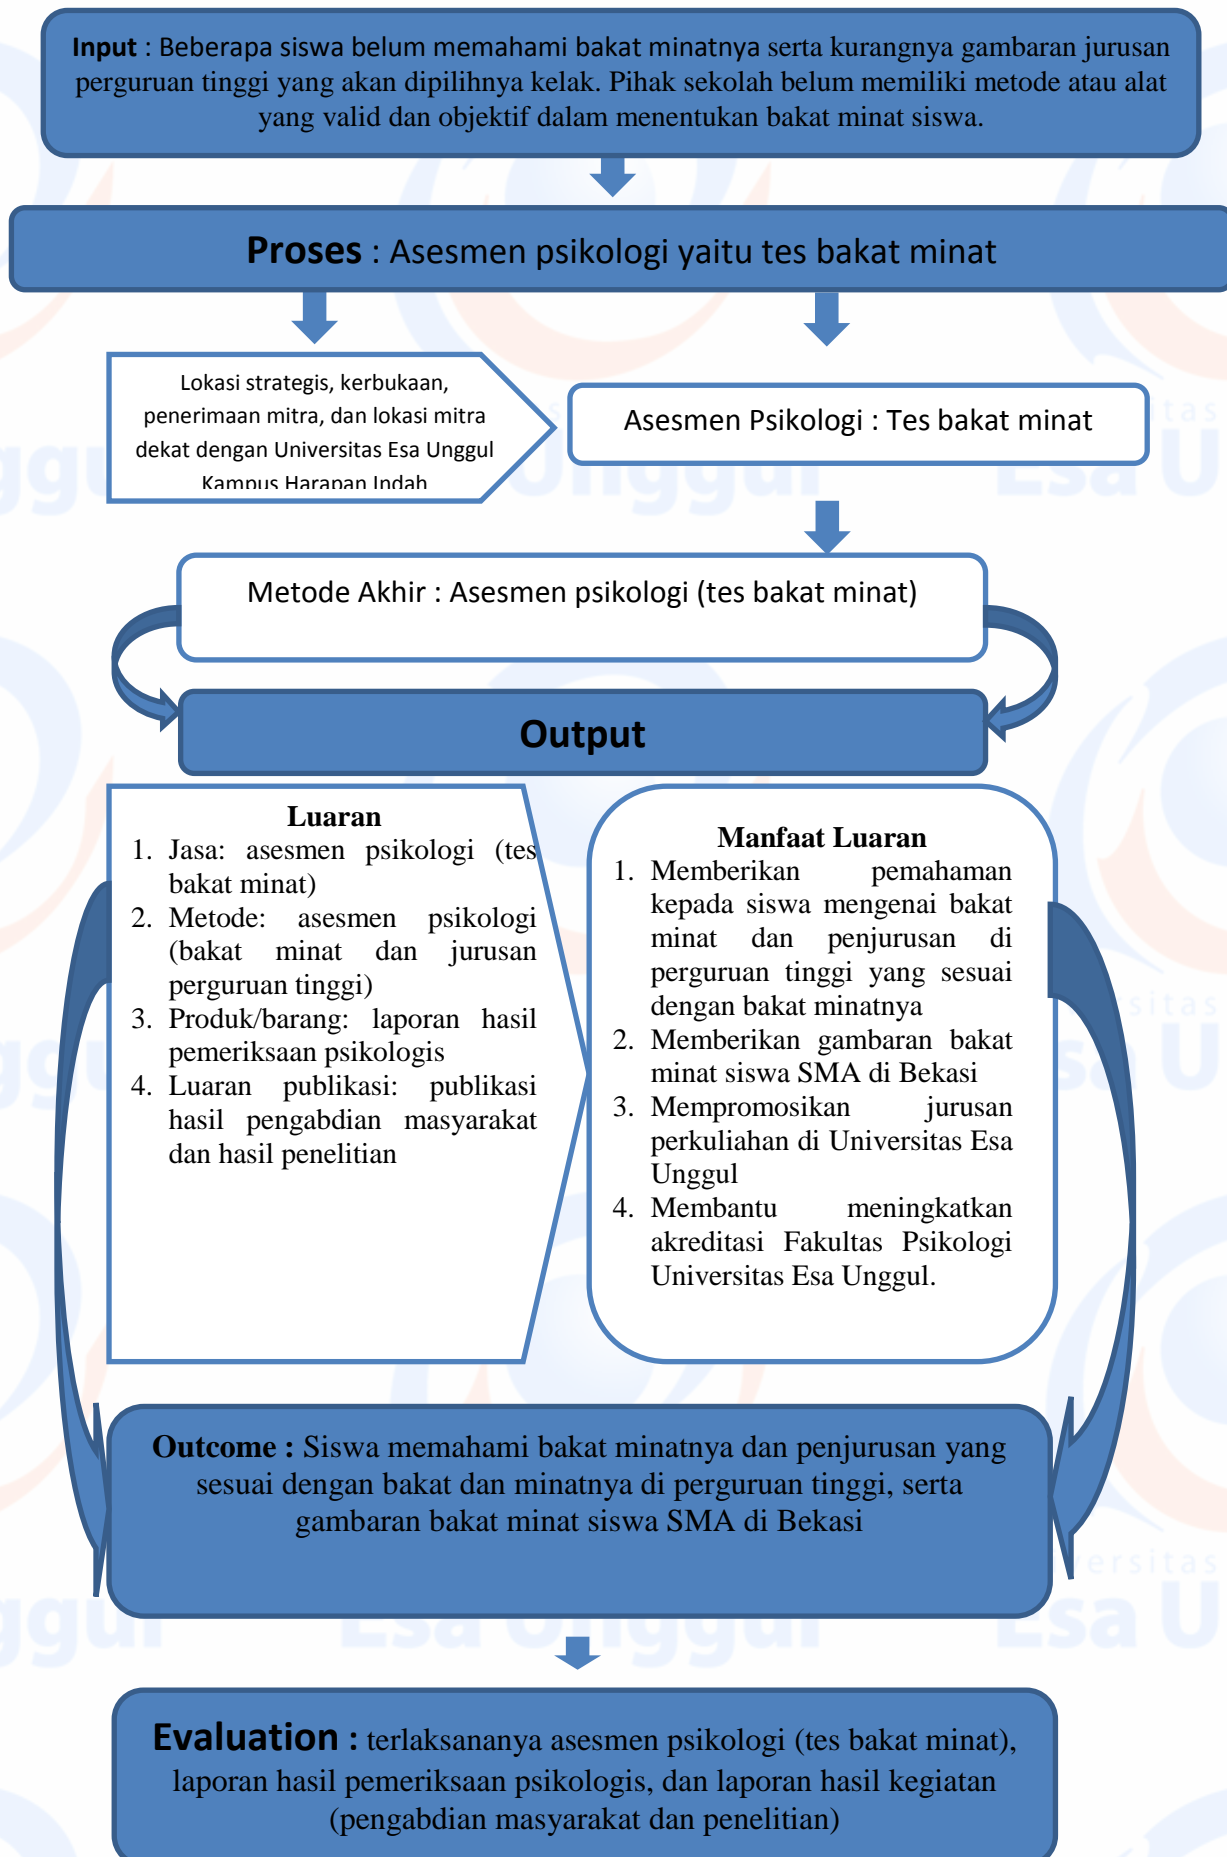 Input : Beberapa siswa belum memahami bakat minatnya serta kurangnya gambaran jurusan
perguruan tinggi yang akan dipilihnya kelak. Pihak sekolah belum memiliki metode atau alat
yang valid dan objektif dalam menentukan bakat minat siswa.
Proses : Asesmen psikologi yaitu tes bakat minat
Lokasi strategis, kerbukaan,
penerimaan mitra, dan lokasi mitra
dekat dengan Universitas Esa Unggul
Kampus Harapan Indah
Asesmen Psikologi : Tes bakat minat
Metode Akhir : Asesmen psikologi (tes bakat minat)
Output
Luaran
1. Jasa: asesmen psikologi (tes
bakat minat)
2. Metode: asesmen psikologi
(bakat minat dan jurusan
perguruan tinggi)
3. Produk/barang: laporan hasil
pemeriksaan psikologis
4. Luaran publikasi: publikasi
hasil pengabdian masyarakat
dan hasil penelitian
Manfaat Luaran
1. Memberikan pemahaman
kepada siswa mengenai bakat
minat dan penjurusan di
perguruan tinggi yang sesuai
dengan bakat minatnya
2. Memberikan gambaran bakat
minat siswa SMA di Bekasi
3. Mempromosikan jurusan
perkuliahan di Universitas Esa
Unggul
4. Membantu meningkatkan
akreditasi Fakultas Psikologi
Universitas Esa Unggul.
Outcome : Siswa memahami bakat minatnya dan penjurusan yang
sesuai dengan bakat dan minatnya di perguruan tinggi, serta
gambaran bakat minat siswa SMA di Bekasi
Esa Unggul
Evaluation : terlaksananya asesmen psikologi (tes bakat minat),
laporan hasil pemeriksaan psikologis, dan laporan hasil kegiatan
(pengabdian masyarakat dan penelitian)